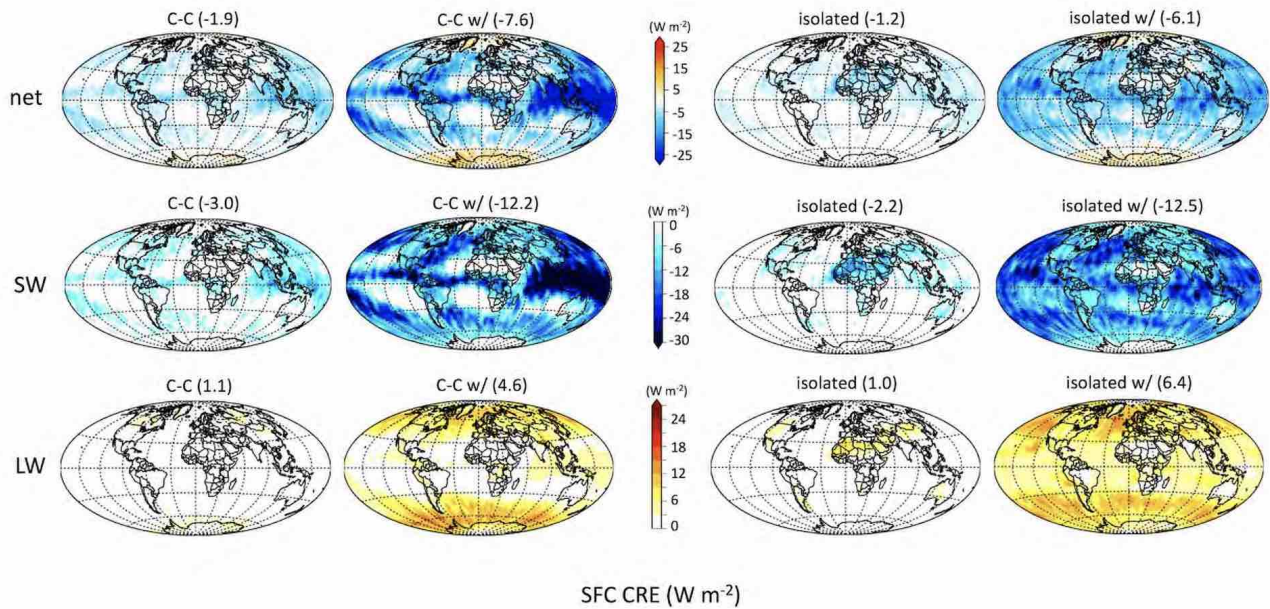 C-C (-1.9)
C-C w/ (-7.6)
isolated (-1.2)
isolated w/ (-6.1)
net
(W m⁻²)
25
15
5
-5
-15
-25
C-C (-3.0)
C-C w/ (-12.2)
isolated (-2.2)
isolated w/ (-12.5)
SW
(W m⁻²)
0
-6
-12
-18
-24
-30
C-C (1.1)
C-C w/ (4.6)
isolated (1.0)
isolated w/ (6.4)
LW
(W m⁻²)
24
18
12
6
0
SFC CRE (W m⁻²)